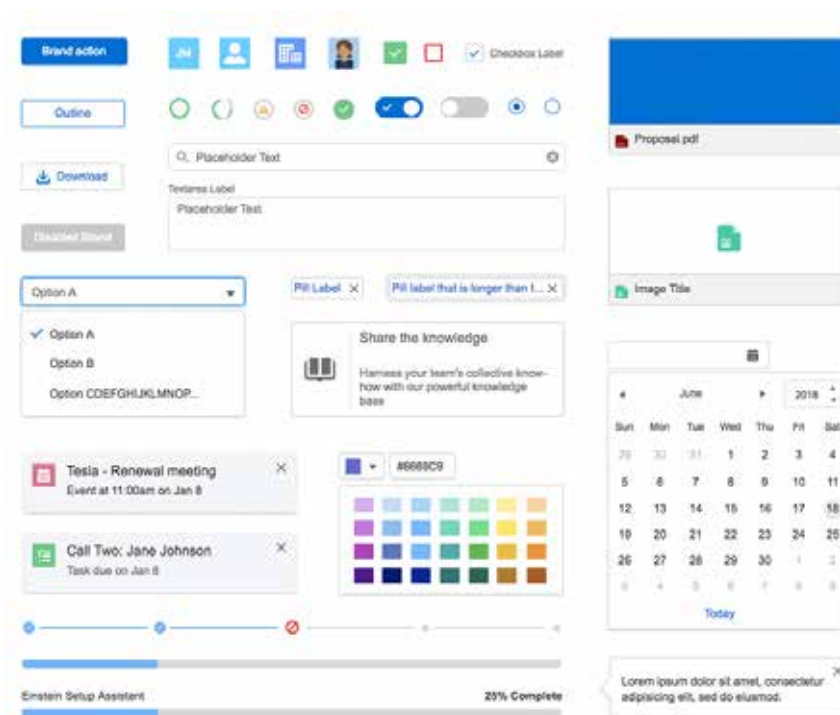 Brand action
JM
Checkbox Label
Outline
Download
Placeholder Text
Textarea Label
Placeholder Text
Disabled Brand
Proposal.pdf
Image Title
Option A
Option A
Option B
Option CDEFGHIJKLMNOP...
Pill Label
Pill label that is longer than t...
Share the knowledge
Harness your team's collective know-
how with our powerful knowledge
base
Tesla - Renewal meeting
Event at 11:00am on Jan 8
Call Two: Jane Johnson
Task due on Jan 8
#6669C9
June 2018
Sun Mon Tue Wed Thu Fri Sat
29 30 31 1 2 3 4
5 6 7 8 9 10 11
12 13 14 15 16 17 18
19 20 21 22 23 24 25
26 27 28 29 30 1 2
Today
Einstein Setup Assistant
25% Complete
Lorem ipsum dolor sit amet, consectetur
adipisicing elit, sed do eiusmod.